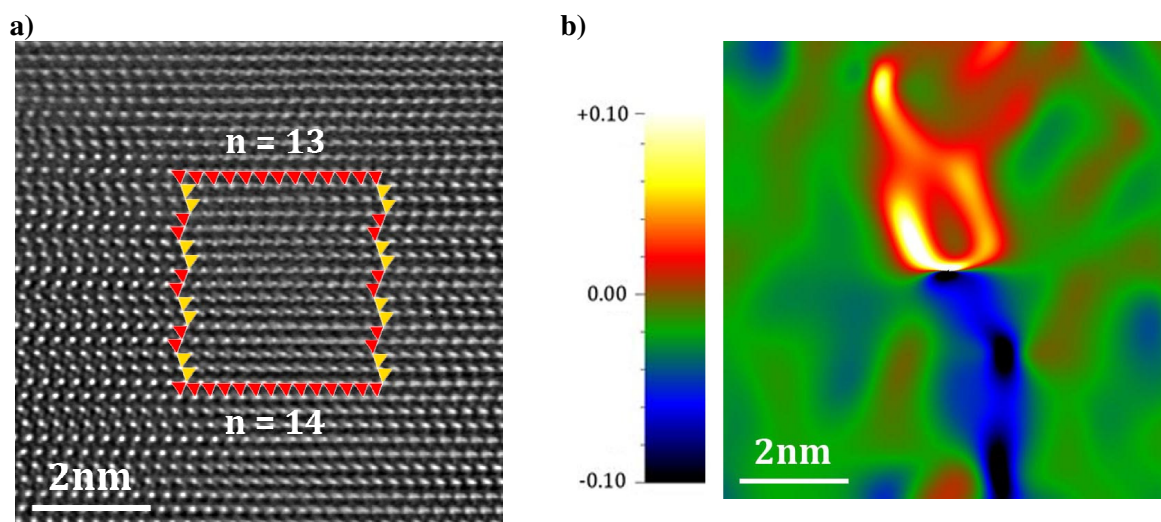 a)
n = 13
n = 14
2nm
b)
+0.10
0.00
-0.10
2nm